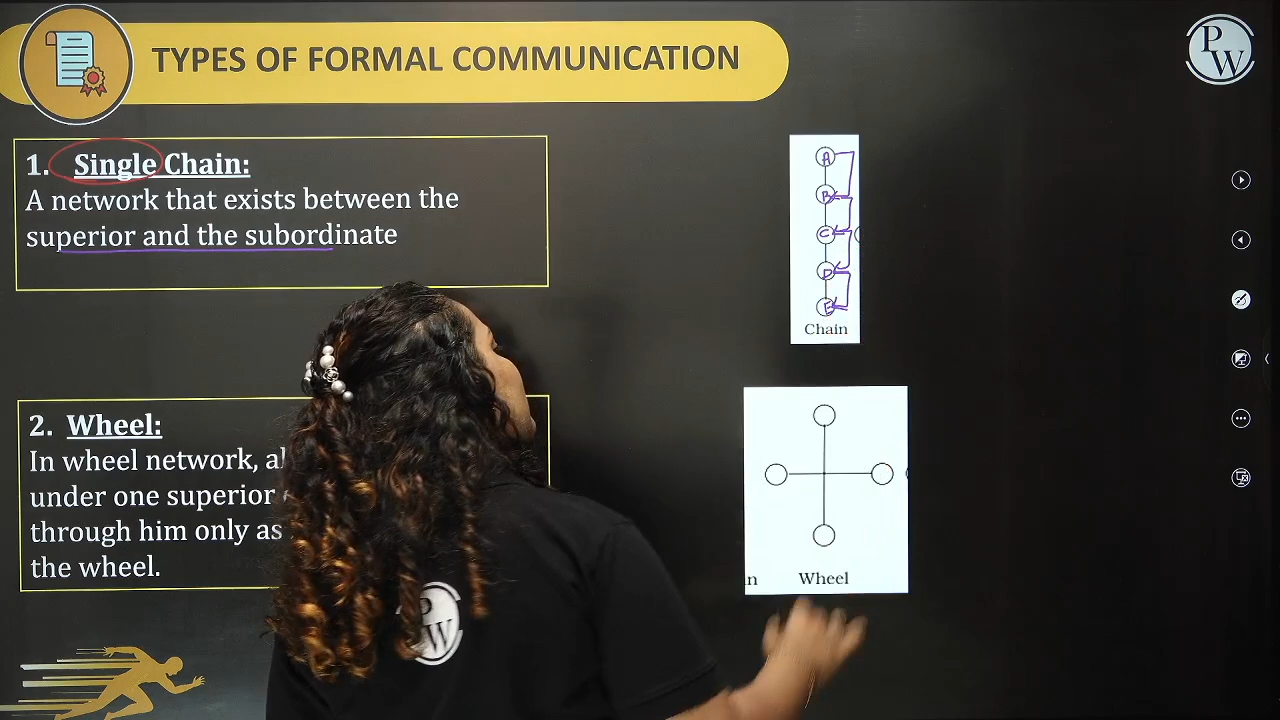 TYPES OF FORMAL COMMUNICATION
P
W
1. Single Chain:
A network that exists between the
superior and the subordinate
A
B
C
D
E
Chain
2. Wheel:
In wheel network, al
under one superior
through him only as
the wheel.
n Wheel
P
W